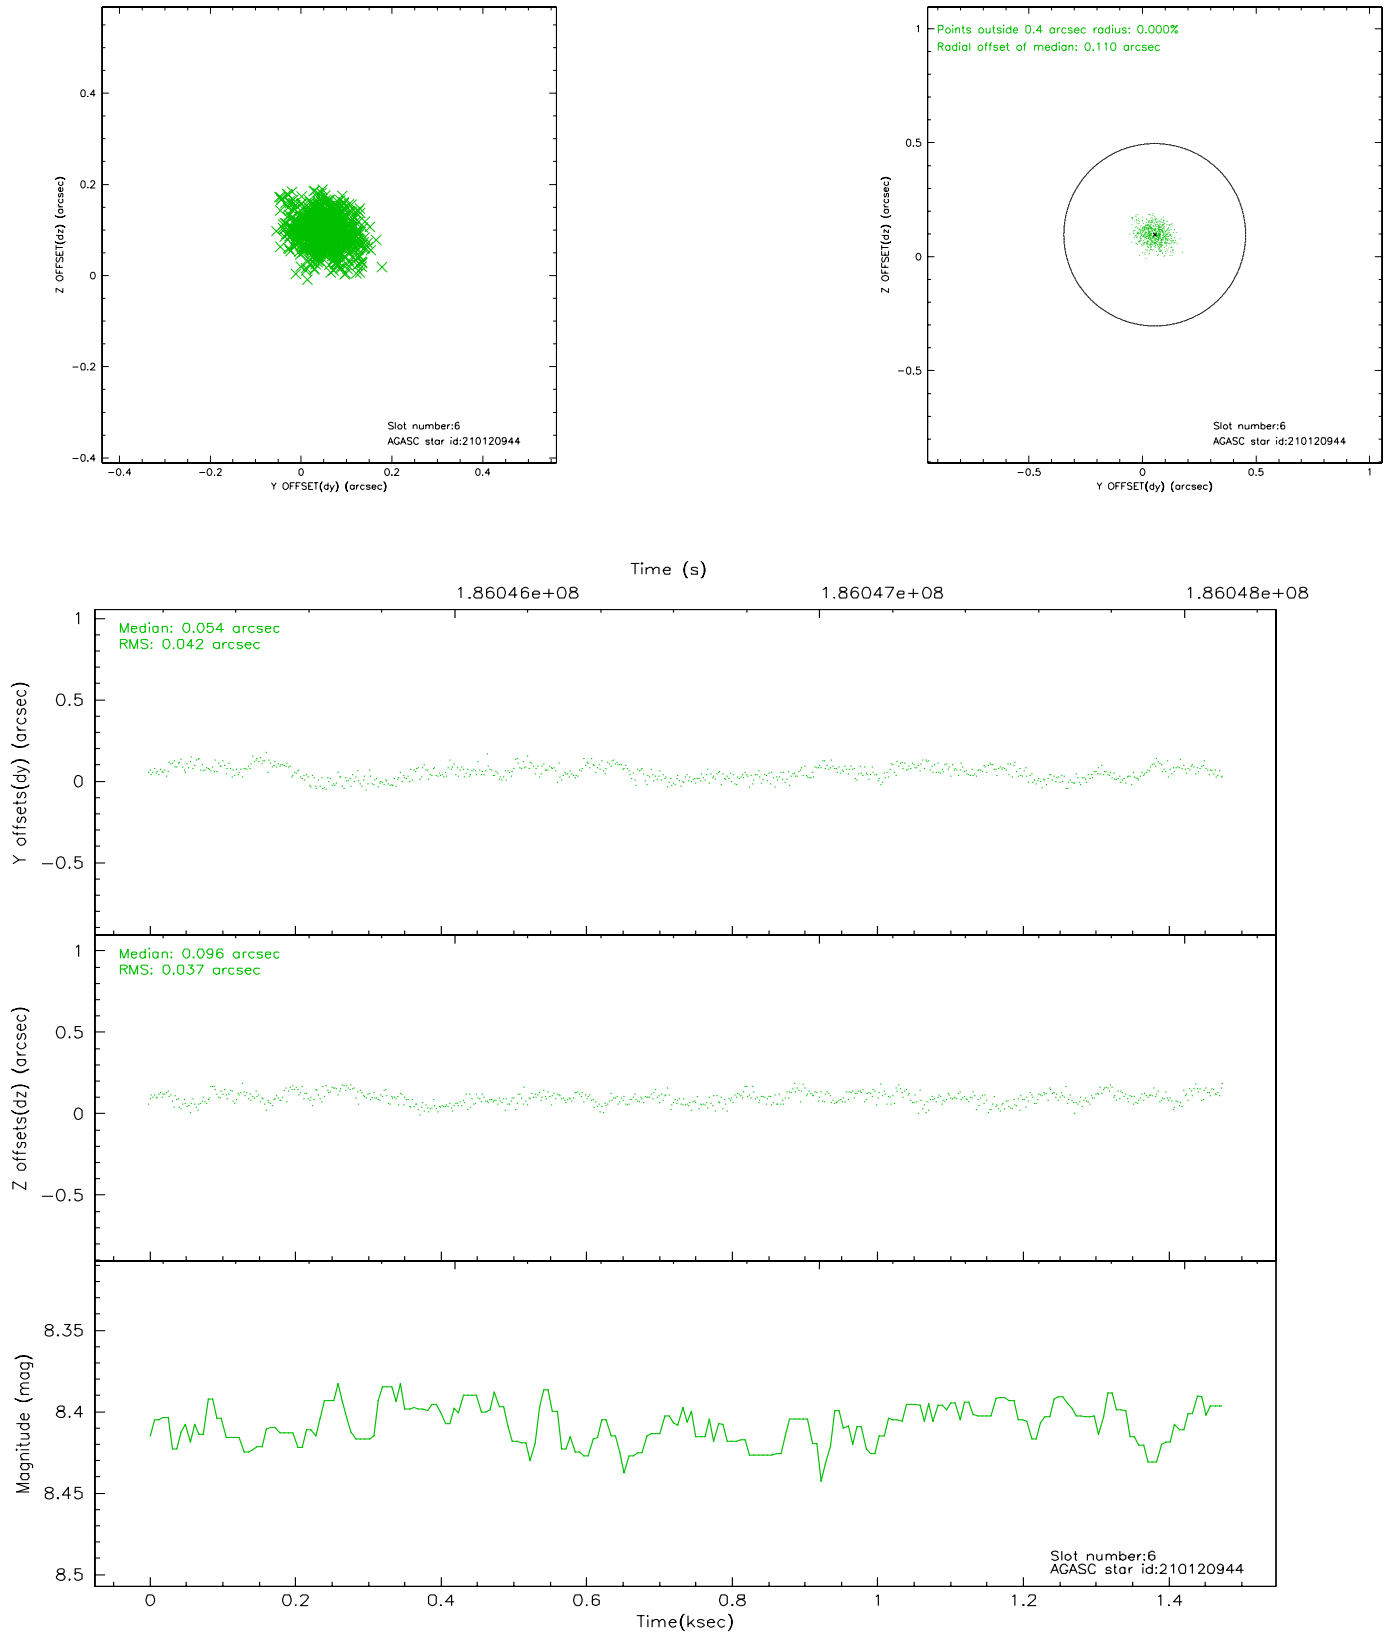 Z OFFSET(dz) (arcsec)
0.4
0.2
0
-0.2
-0.4
-0.4
-0.2
0
0.2
0.4
Y OFFSET(dy) (arcsec)
Slot number:6
AGASC star id:210120944
Points outside 0.4 arcsec radius: 0.000%
Radial offset of median: 0.110 arcsec
Z OFFSET(dz) (arcsec)
1
0.5
0
-0.5
-0.5
0
0.5
1
Y OFFSET(dy) (arcsec)
Slot number:6
AGASC star id:210120944
Time (s)
1.86046e+08
1.86047e+08
1.86048e+08
Median: 0.054 arcsec
RMS: 0.042 arcsec
Y offsets(dy) (arcsec)
1
0.5
0
-0.5
Median: 0.096 arcsec
RMS: 0.037 arcsec
Z offsets(dz) (arcsec)
1
0.5
0
-0.5
Magnitude (mag)
8.35
8.4
8.45
8.5
Slot number:6
AGASC star id:210120944
0
0.2
0.4
0.6
0.8
1
1.2
1.4
Time(ksec)